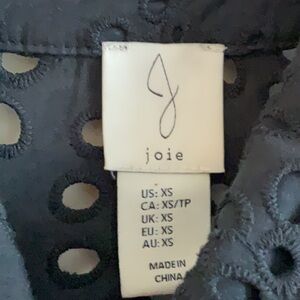 J
joie
US: XS
CA: XS/TP
UK: XS
EU: XS
AU: XS
MADE IN
CHINA